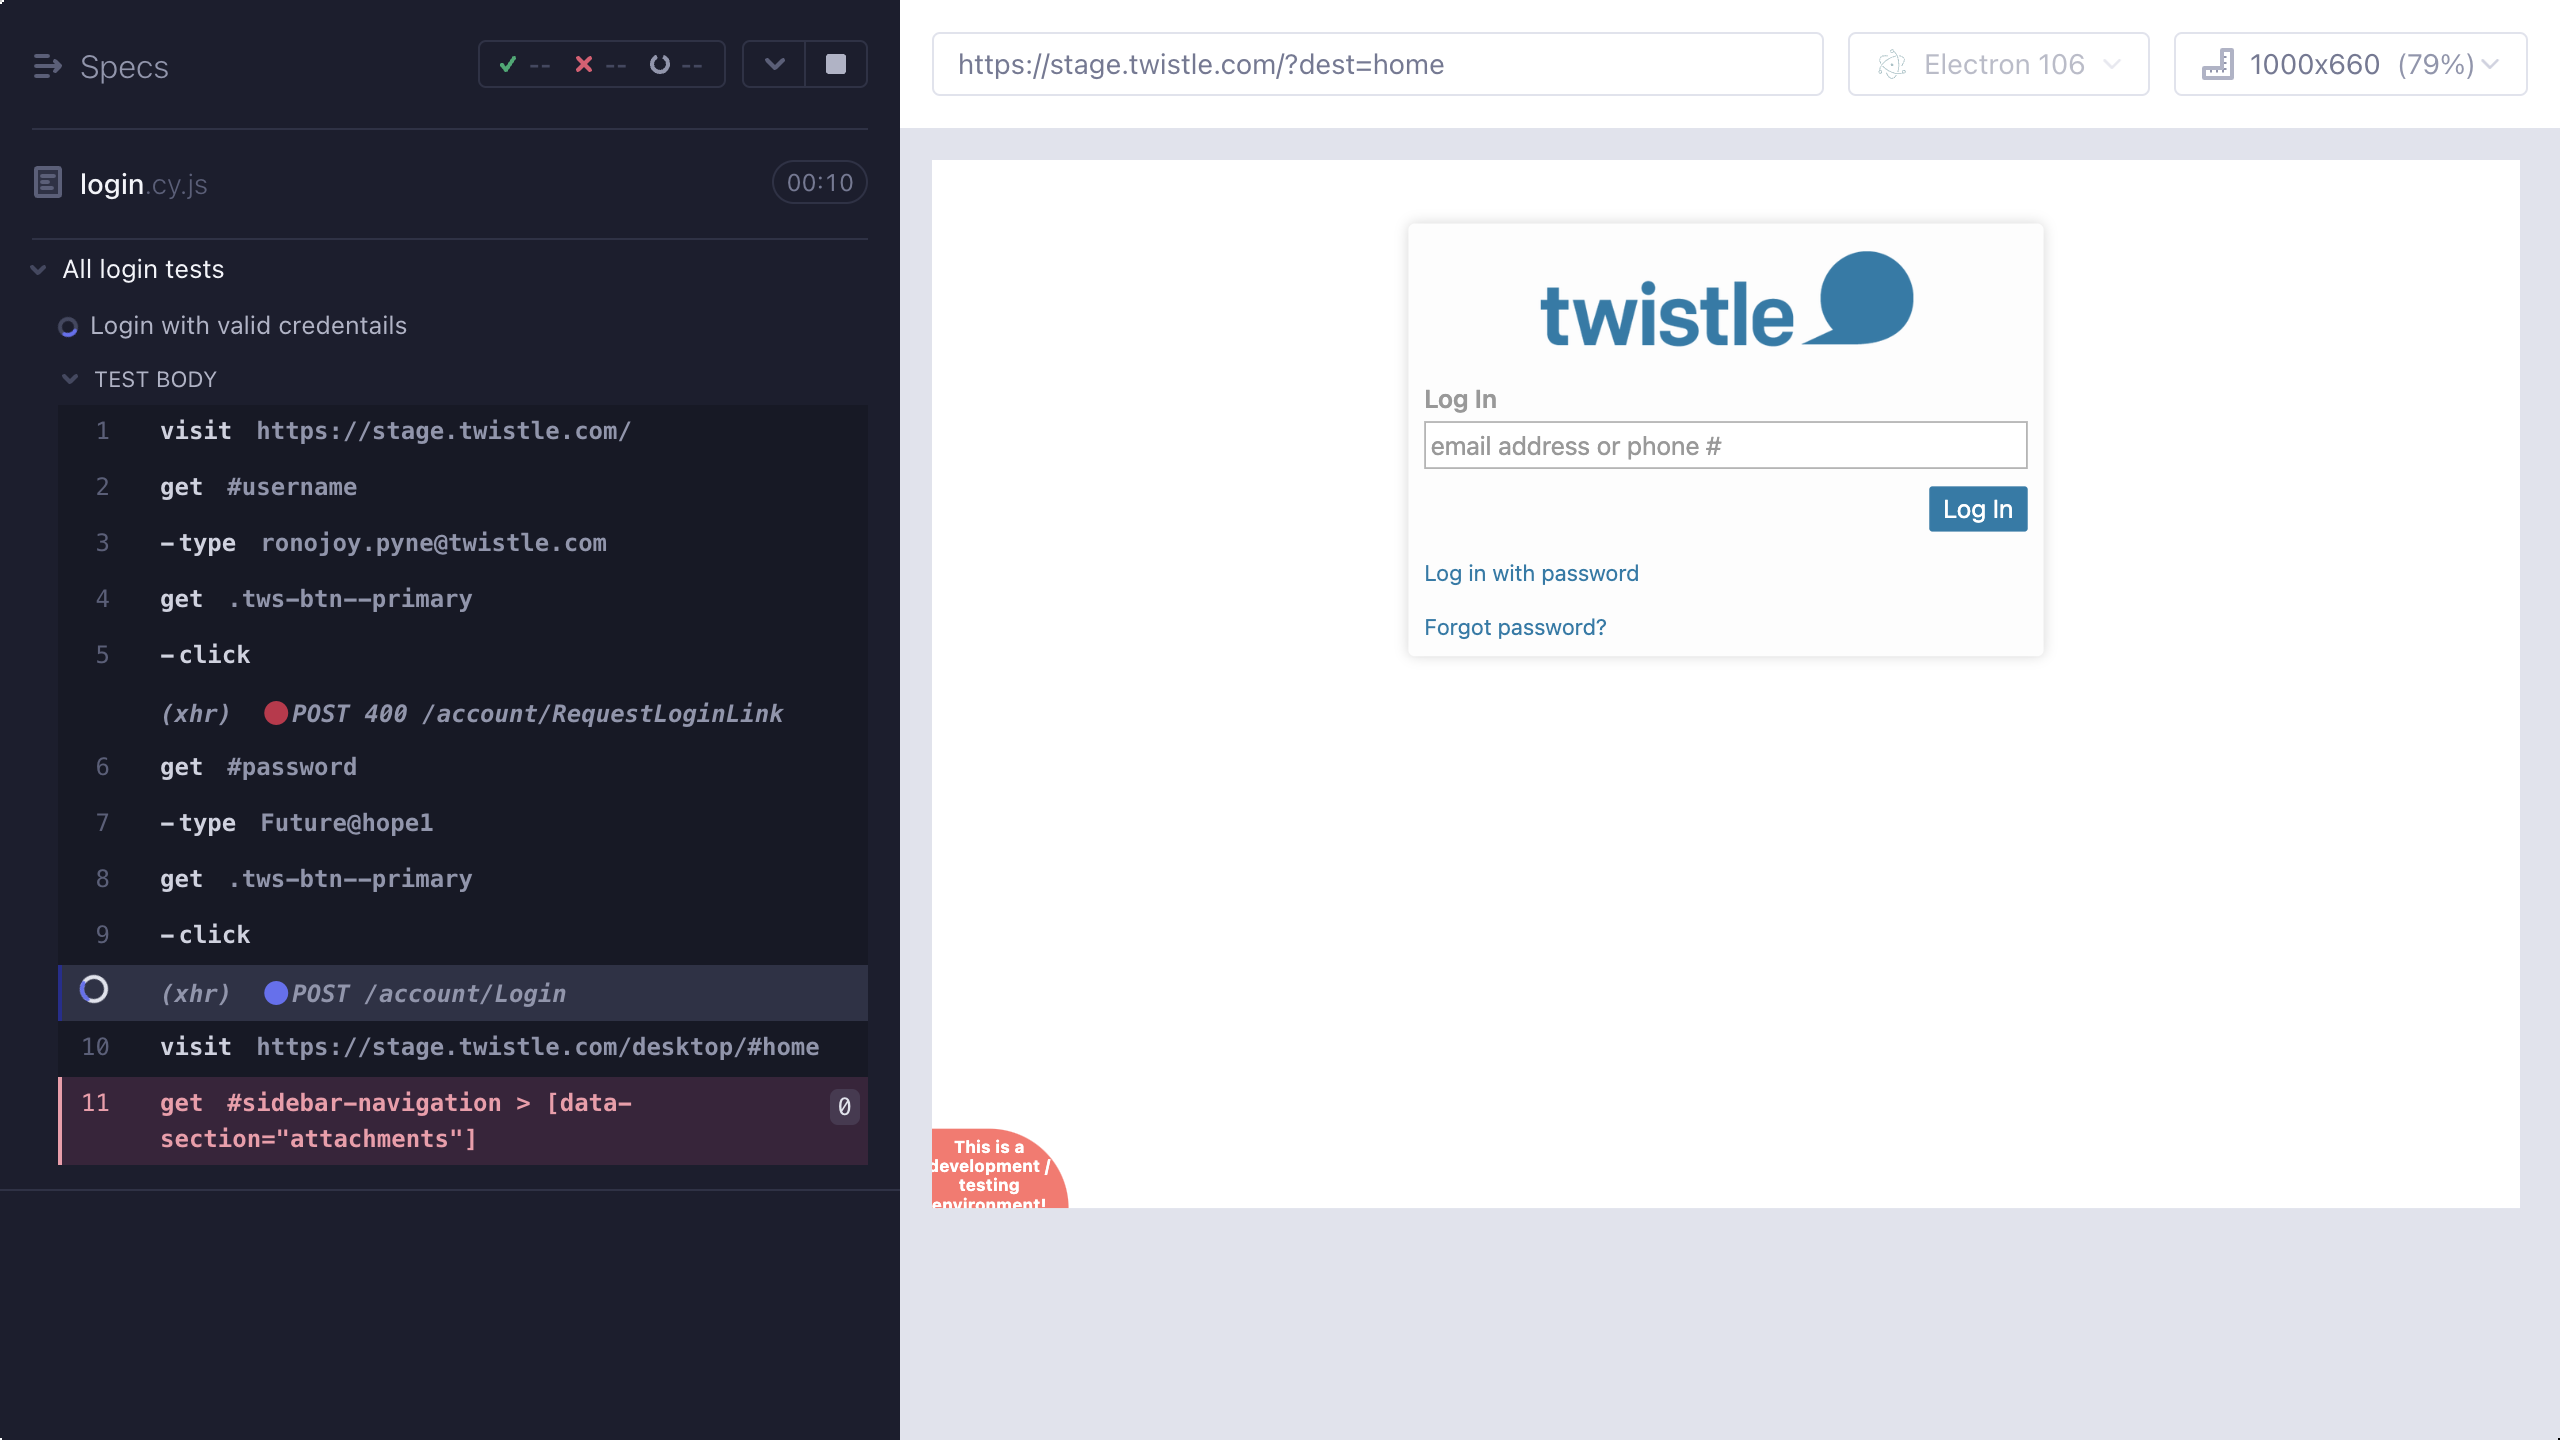 Specs
--
--
--
login.cy.js
00:10
All login tests
Login with valid credentails
TEST BODY
1 visit https://stage.twistle.com/
2 get #username
3 -type ronojoy.pyne@twistle.com
4 get .tws-btn--primary
5 -click
(xhr) POST 400 /account/RequestLoginLink
6 get #password
7 -type Future@hope1
8 get .tws-btn--primary
9 -click
(xhr) POST /account/Login
10 visit https://stage.twistle.com/desktop/#home
11 get #sidebar-navigation > [data-
section="attachments"]
0
https://stage.twistle.com/?dest=home
Electron 106
1000x660 (79%)
twistle
Log In
email address or phone #
Log In
Log in with password
Forgot password?
This is a
development /
testing
environment!